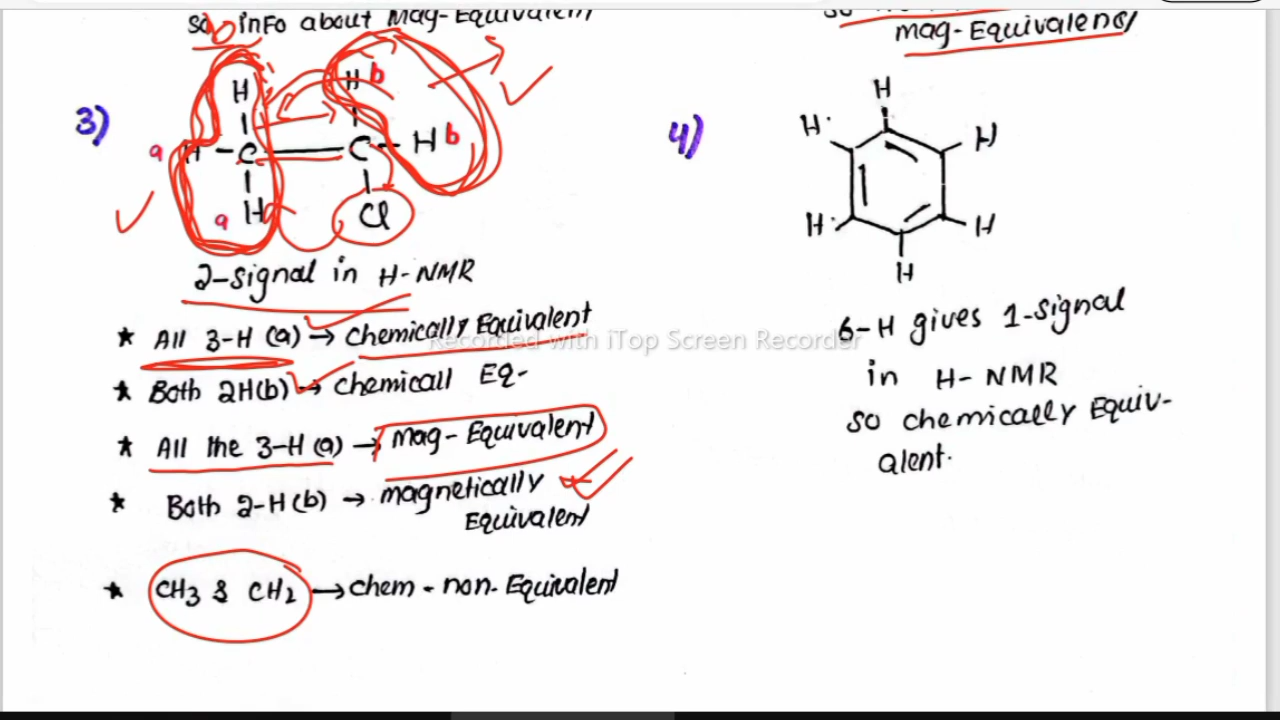 so info about Mag-Equivalent
3)
H
H b
a H - C - C - H b
a H
Cl
2-signal in H-NMR
* All 3-H (a) → Chemically Equivalent
* Both 2H(b) → chemicall EQ-
* All the 3-H(a) → Mag-Equivalent
* Both 2-H(b) → magnetically
Equivalent
* CH3 & CH2 → chem-non-Equivalent
mag-Equivalens
4)
H
H
H
H
H
H
6-H gives 1-signal
in H-NMR
so chemically Equiv-
alent.
Recorded with iTop Screen Recorder